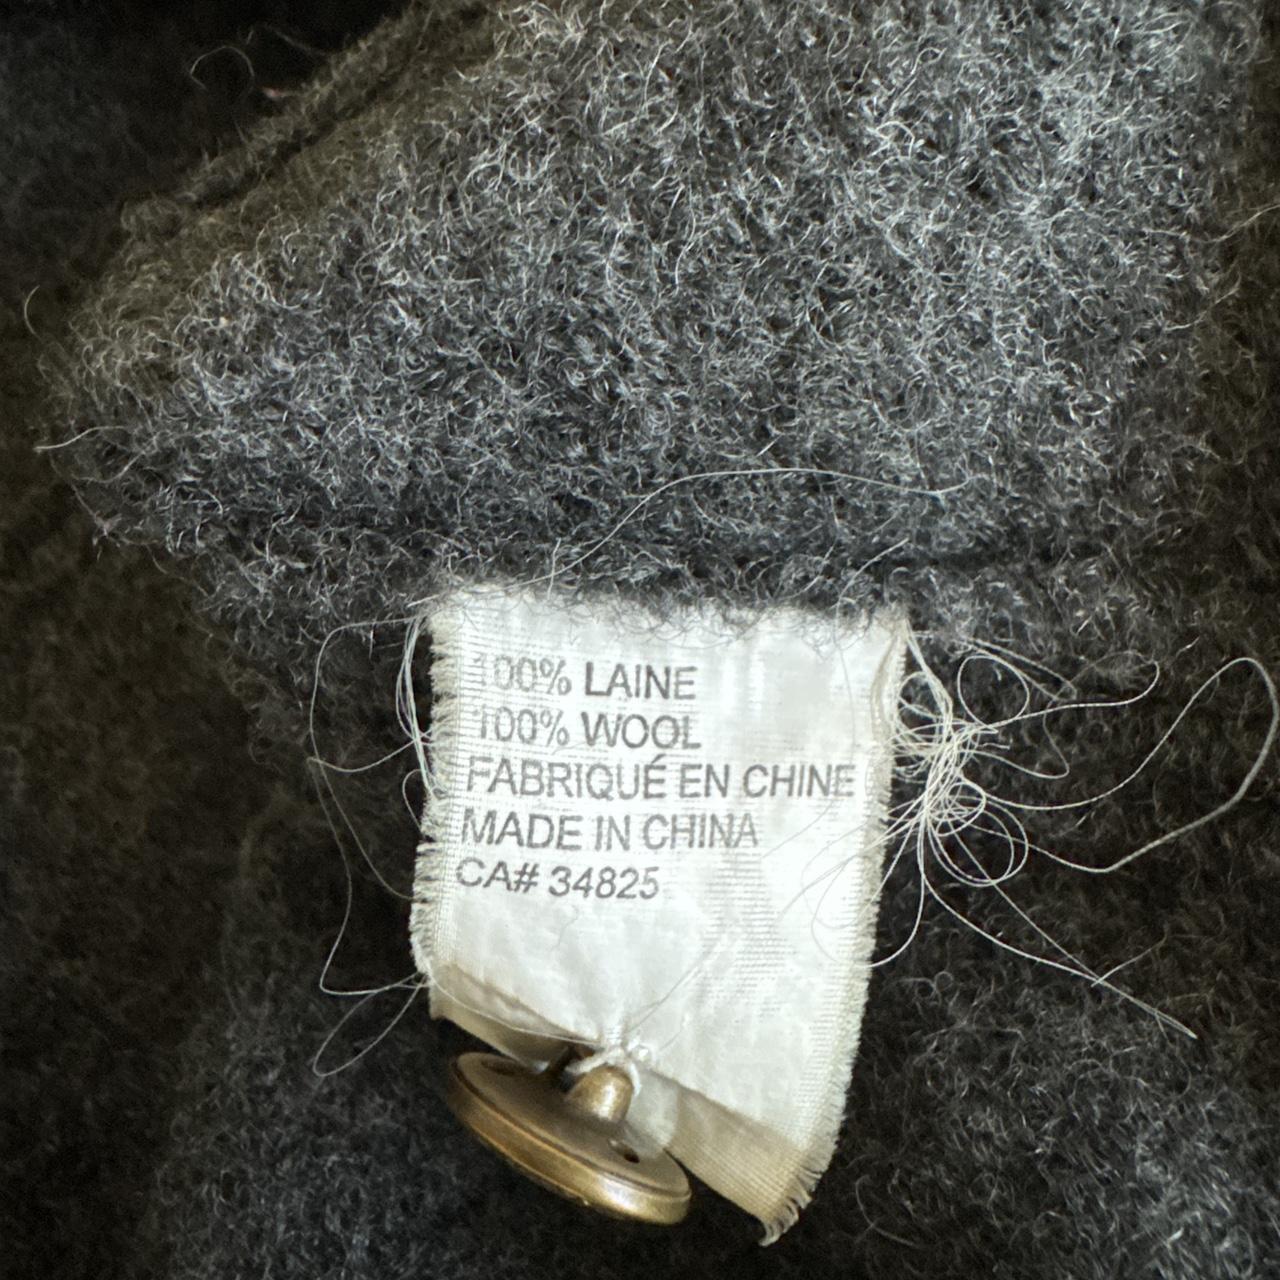 100% LAINE
100% WOOL
FABRIQUÉ EN CHINE
MADE IN CHINA
CA# 34825